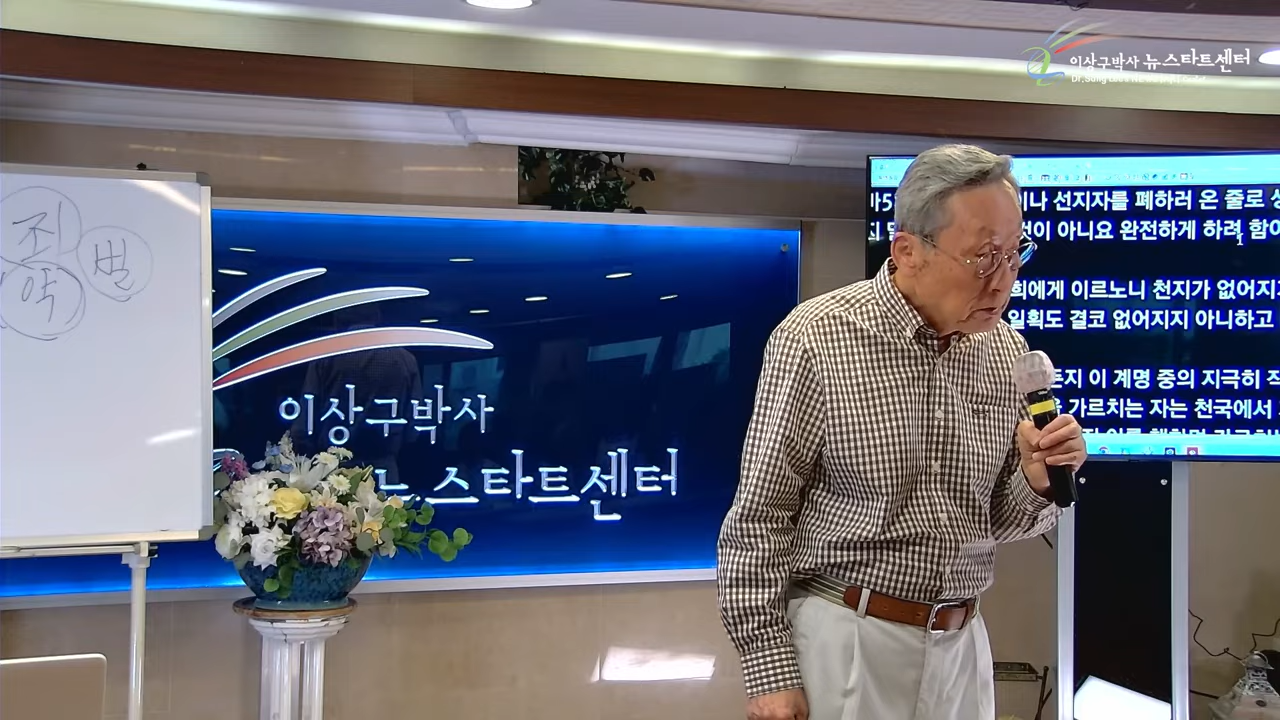 이상구박사 뉴스타트센터
죄
악
벌
이상구박사
뉴스타트센터
이나 선지자를 폐하러 온 줄로
것이 아니요 완전하게 하려 함이
희에게 이르노니 천지가 없어지
일획도 결코 없어지지 아니하고
든지 이 계명 중의 지극히
가르치는 자는 천국에서